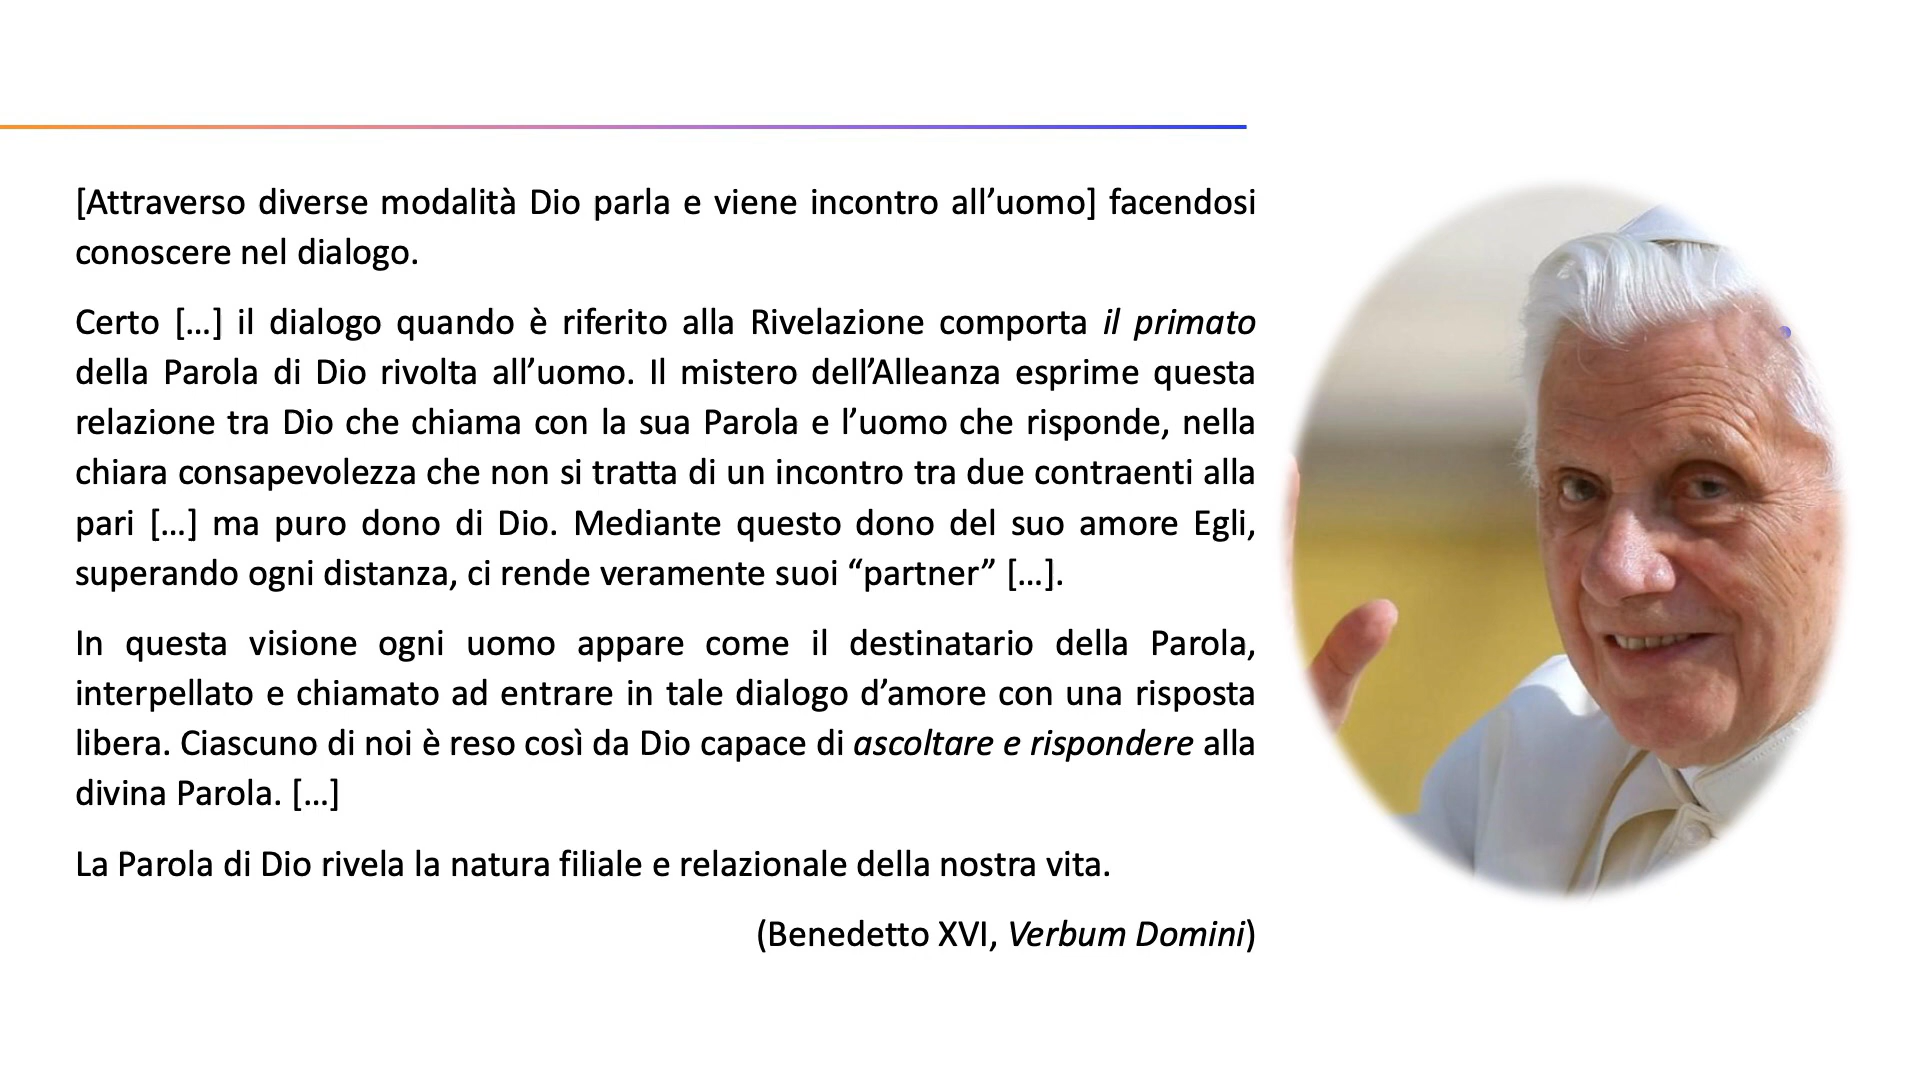 [Attraverso diverse modalità Dio parla e viene incontro all’uomo] facendosi
conoscere nel dialogo.
Certo […] il dialogo quando è riferito alla Rivelazione comporta il primato
della Parola di Dio rivolta all’uomo. Il mistero dell’Alleanza esprime questa
relazione tra Dio che chiama con la sua Parola e l’uomo che risponde, nella
chiara consapevolezza che non si tratta di un incontro tra due contraenti alla
pari […] ma puro dono di Dio. Mediante questo dono del suo amore Egli,
superando ogni distanza, ci rende veramente suoi “partner” […].
In questa visione ogni uomo appare come il destinatario della Parola,
interpellato e chiamato ad entrare in tale dialogo d’amore con una risposta
libera. Ciascuno di noi è reso così da Dio capace di ascoltare e rispondere alla
divina Parola. […]
La Parola di Dio rivela la natura filiale e relazionale della nostra vita.
(Benedetto XVI, Verbum Domini)